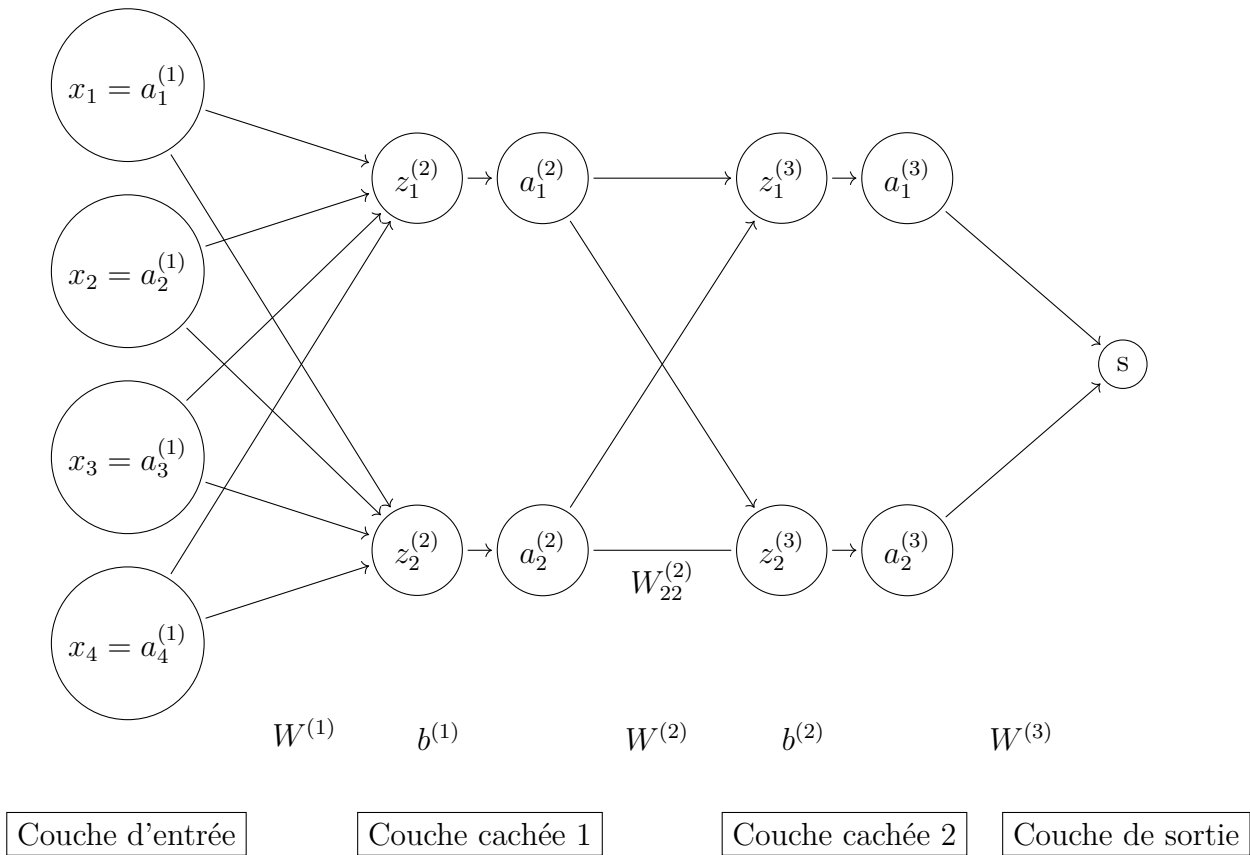 x₁ = a₁⁽¹⁾
x₂ = a₂⁽¹⁾
x₃ = a₃⁽¹⁾
x₄ = a₄⁽¹⁾
z₁⁽²⁾
a₁⁽²⁾
z₁⁽³⁾
a₁⁽³⁾
s
z₂⁽²⁾
a₂⁽²⁾
W₂₂⁽²⁾
z₂⁽³⁾
a₂⁽³⁾
W⁽¹⁾
b⁽¹⁾
W⁽²⁾
b⁽²⁾
W⁽³⁾
Couche d'entrée
Couche cachée 1
Couche cachée 2
Couche de sortie